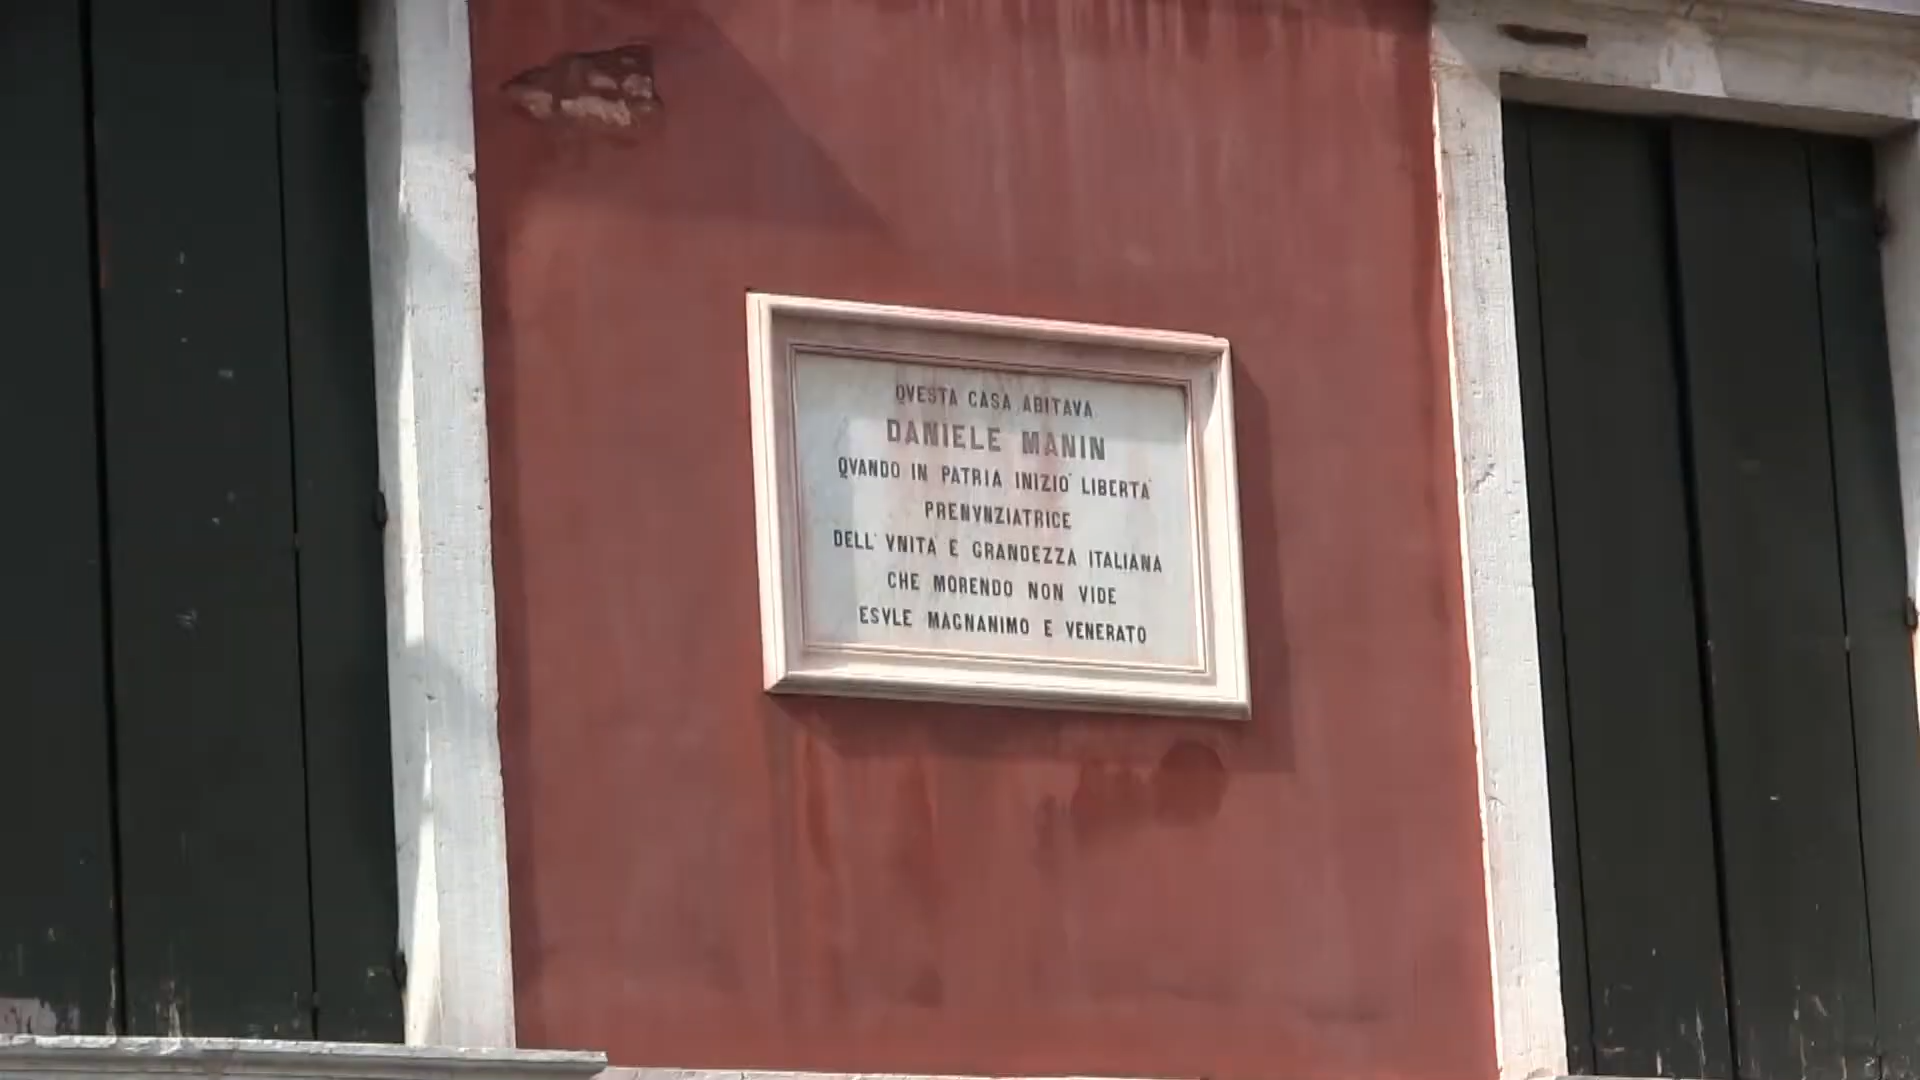 QVESTA CASA ABITAVA
DANIELE MANIN
QVANDO IN PATRIA INIZIO' LIBERTA'
PRENVNZIATRICE
DELL' VNITA' E GRANDEZZA ITALIANA
CHE MORENDO NON VIDE
ESVLE MAGNANIMO E VENERATO